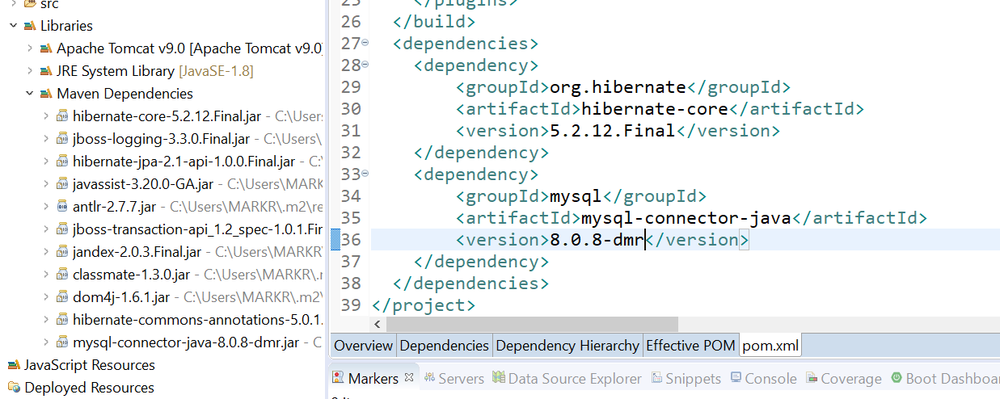 src
Libraries
Apache Tomcat v9.0 [Apache Tomcat v9.0
JRE System Library [JavaSE-1.8]
Maven Dependencies
hibernate-core-5.2.12.Final.jar - C:\Users
jboss-logging-3.3.0.Final.jar - C:\Users\
hibernate-jpa-2.1-api-1.0.0.Final.jar - C:
javassist-3.20.0-GA.jar - C:\Users\MARKR
antlr-2.7.7.jar - C:\Users\MARKR\.m2\re
jboss-transaction-api_1.2_spec-1.0.1.Fin
jandex-2.0.3.Final.jar - C:\Users\MARKR\
classmate-1.3.0.jar - C:\Users\MARKR\.r
dom4j-1.6.1.jar - C:\Users\MARKR\.m2\
hibernate-commons-annotations-5.0.1.
mysql-connector-java-8.0.8-dmr.jar - C
JavaScript Resources
Deployed Resources
25 </plugins>
26 </build>
27 <dependencies>
28 <dependency>
29 <groupId>org.hibernate</groupId>
30 <artifactId>hibernate-core</artifactId>
31 <version>5.2.12.Final</version>
32 </dependency>
33 <dependency>
34 <groupId>mysql</groupId>
35 <artifactId>mysql-connector-java</artifactId>
36 <version>8.0.8-dmr</version>
37 </dependency>
38 </dependencies>
39 </project>
Overview Dependencies Dependency Hierarchy Effective POM pom.xml
Markers Servers Data Source Explorer Snippets Console Coverage Boot Dashboa